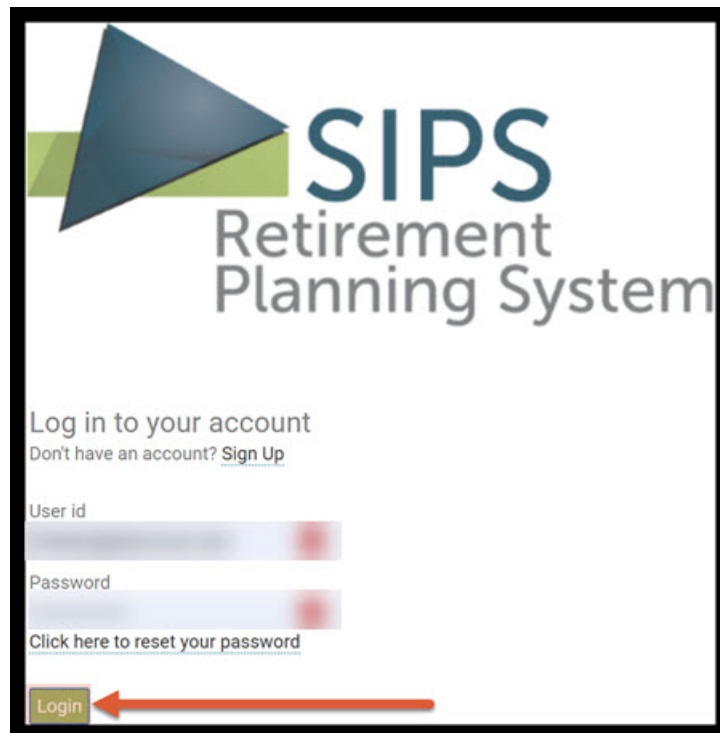 SIPS
Retirement
Planning System
Log in to your account
Don't have an account? Sign Up
User id
Password
Click here to reset your password
Login